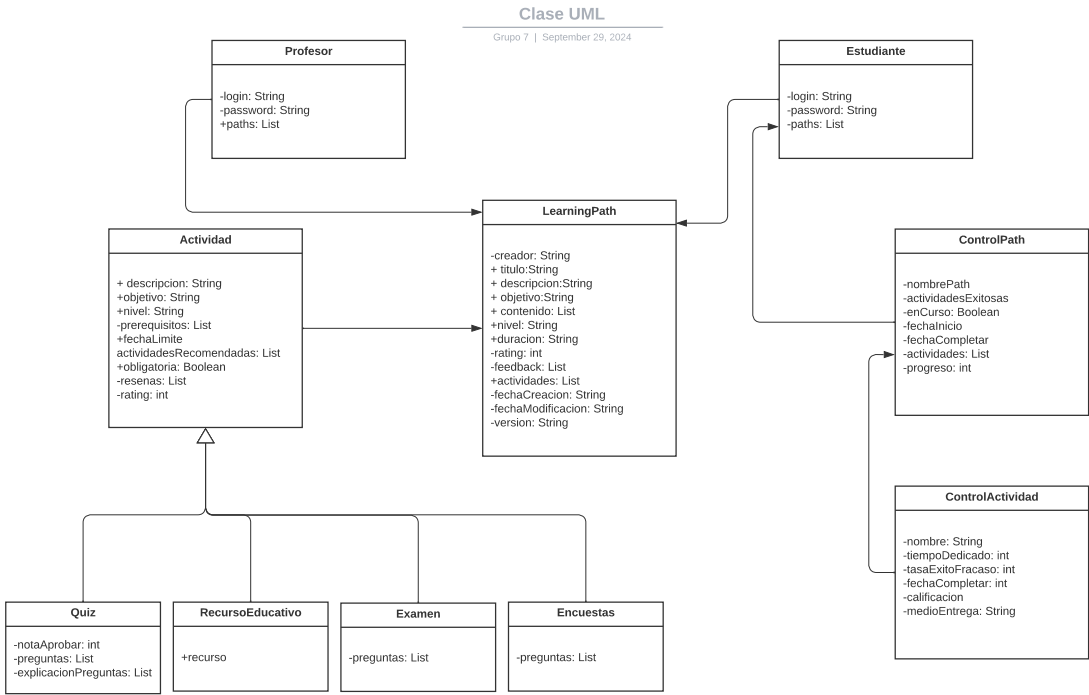 Clase UML
Grupo 7 | September 29, 2024
Profesor
-login: String
-password: String
+paths: List
Estudiante
-login: String
-password: String
-paths: List
LearningPath
-creador: String
+ titulo:String
+ descripcion:String
+ objetivo:String
+ contenido: List
+nivel: String
+duracion: String
-rating: int
-feedback: List
+actividades: List
-fechaCreacion: String
-fechaModificacion: String
-version: String
Actividad
+ descripcion: String
+objetivo: String
+nivel: String
-prerequisitos: List
+fechaLimite
actividadesRecomendadas: List
+obligatoria: Boolean
-resenas: List
-rating: int
ControlPath
-nombrePath
-actividadesExitosas
-enCurso: Boolean
-fechaInicio
-fechaCompletar
-actividades: List
-progreso: int
ControlActividad
-nombre: String
-tiempoDedicado: int
-tasaExitoFracaso: int
-fechaCompletar: int
-calificacion
-medioEntrega: String
Quiz
-notaAprobar: int
-preguntas: List
-explicacionPreguntas: List
RecursoEducativo
+recurso
Examen
-preguntas: List
Encuestas
-preguntas: List